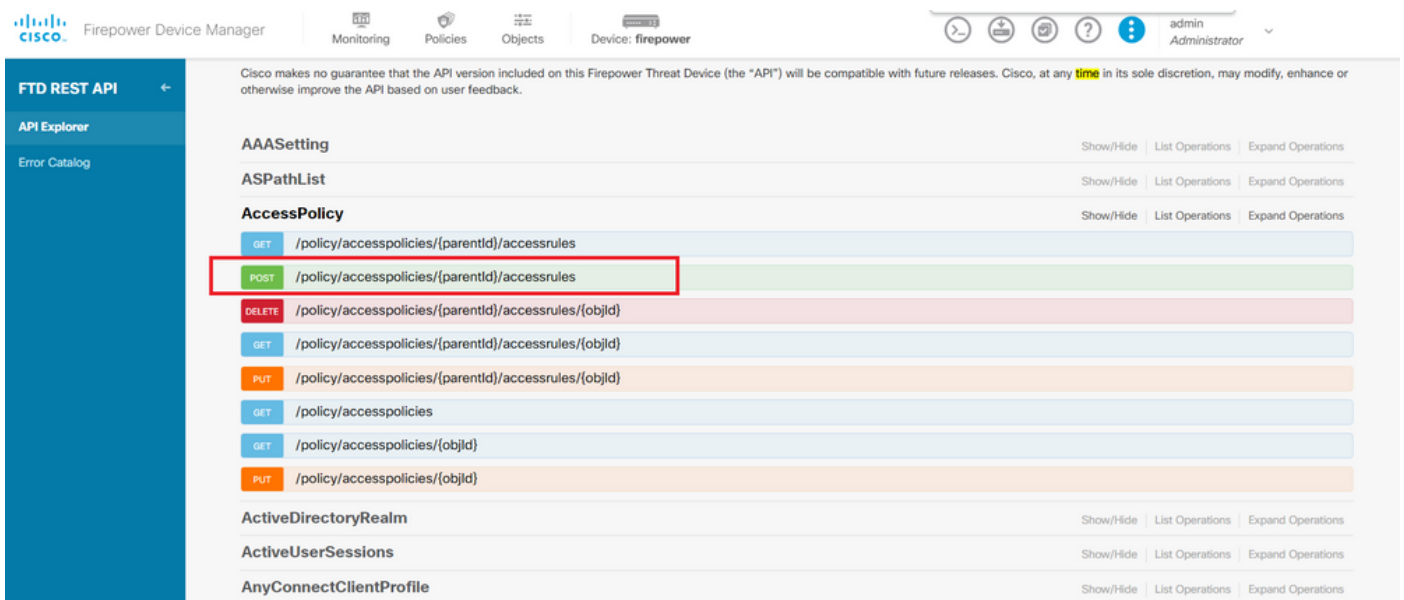 CISCO. Firepower Device Manager
Monitoring
Policies
Objects
Device: firepower
admin
Administrator
FTD REST API
API Explorer
Error Catalog
Cisco makes no guarantee that the API version included on this Firepower Threat Device (the “API”) will be compatible with future releases. Cisco, at any time in its sole discretion, may modify, enhance or
otherwise improve the API based on user feedback.
AAASetting Show/Hide List Operations Expand Operations
ASPathList Show/Hide List Operations Expand Operations
AccessPolicy Show/Hide List Operations Expand Operations
GET /policy/accesspolicies/{parentId}/accessrules
POST /policy/accesspolicies/{parentId}/accessrules
DELETE /policy/accesspolicies/{parentId}/accessrules/{objId}
GET /policy/accesspolicies/{parentId}/accessrules/{objId}
PUT /policy/accesspolicies/{parentId}/accessrules/{objId}
GET /policy/accesspolicies
GET /policy/accesspolicies/{objId}
PUT /policy/accesspolicies/{objId}
ActiveDirectoryRealm Show/Hide List Operations Expand Operations
ActiveUserSessions Show/Hide List Operations Expand Operations
AnyConnectClientProfile Show/Hide List Operations Expand Operations